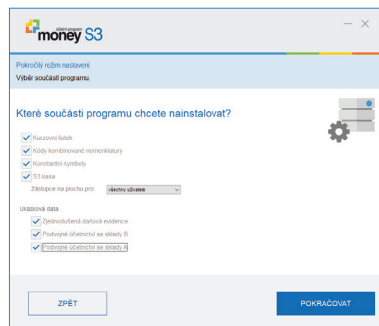 účetní program
money S3
Pokročilý režim nastavení
Výběr součástí programu.
Které součásti programu chcete nainstalovat?
Kurzovní lístek
Kódy kombinované nomenklatury
Konstantní symboly
S3 kasa
Zástupce na plochu pro: všechny uživatele
Ukázková data
Zjednodušená daňová evidence
Podvojné účetnictví se sklady B
Podvojné účetnictví se sklady A
ZPĚT
POKRAČOVAT